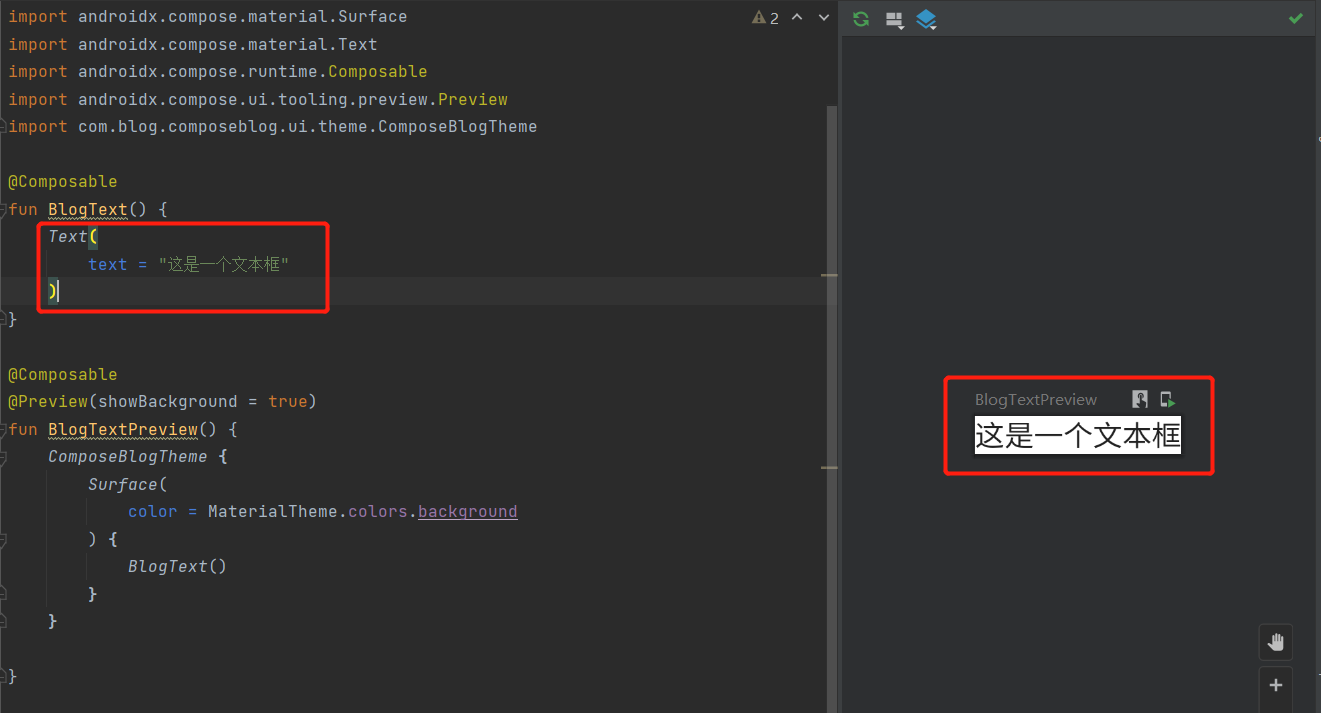 import androidx.compose.material.Surface
2
import androidx.compose.material.Text
import androidx.compose.runtime.Composable
import androidx.compose.ui.tooling.preview.Preview
import com.blog.composeblog.ui.theme.ComposeBlogTheme
@Composable
fun BlogText() {
    Text(
        text = "这是一个文本框"
    )
}
@Composable
@Preview(showBackground = true)
fun BlogTextPreview() {
    ComposeBlogTheme {
        Surface(
            color = MaterialTheme.colors.background
        ) {
            BlogText()
        }
    }
}
BlogTextPreview
这是一个文本框